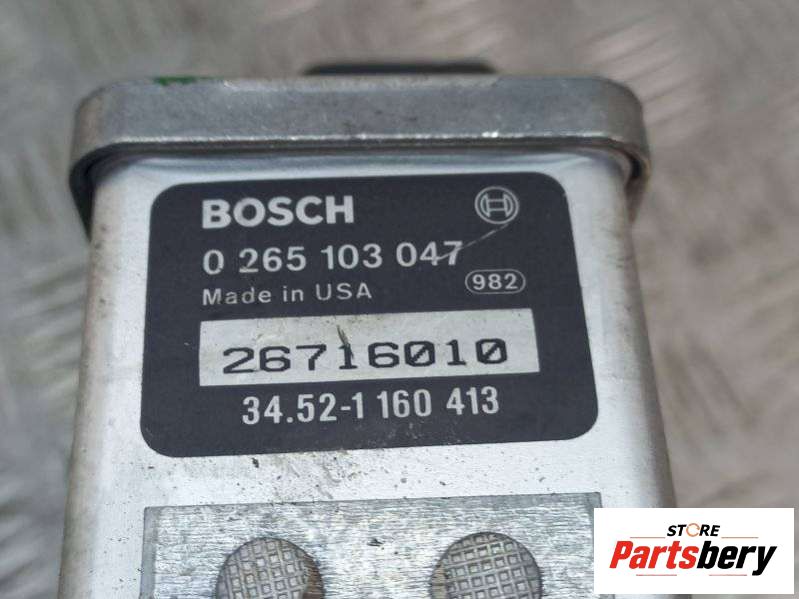 BOSCH
0 265 103 047
Made in USA
982
26716010
34.52-1 160 413
STORE
Partsbery